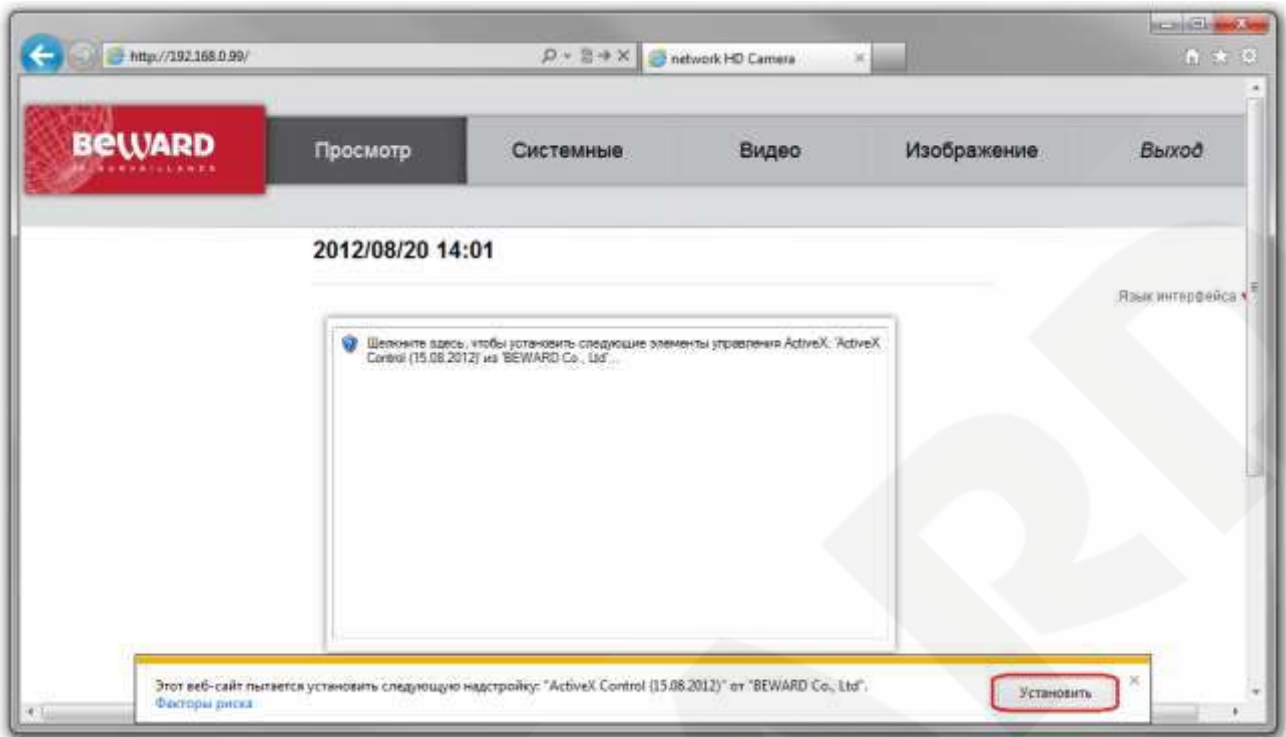 http://192.168.0.99/
network HD Camera
BEWARD
Просмотр
Системные
Видео
Изображение
Выход
2012/08/20 14:01
Язык интерфейса
Щелкните здесь, чтобы установить следующие элементы управления ActiveX: 'ActiveX
Control (15.08.2012)' из 'BEWARD Co., Ltd'...
Этот веб-сайт пытается установить следующую надстройку: "ActiveX Control (15.08.2012)" от "BEWARD Co., Ltd".
Факторы риска
Установить